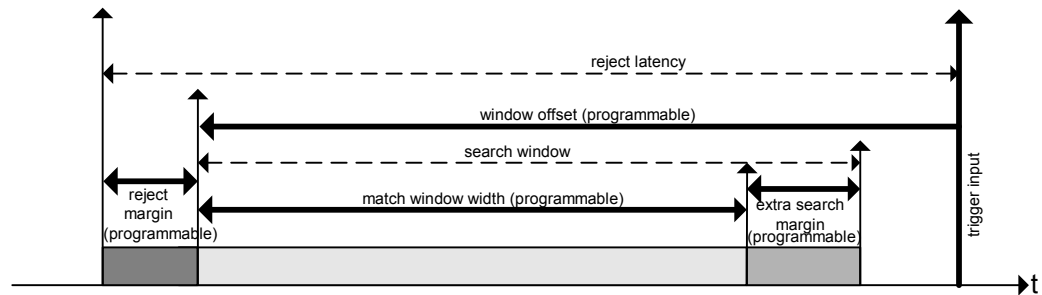 reject latency
window offset (programmable)
search window
reject
margin
(programmable)
match window width (programmable)
extra search
margin
(programmable)
trigger input
t